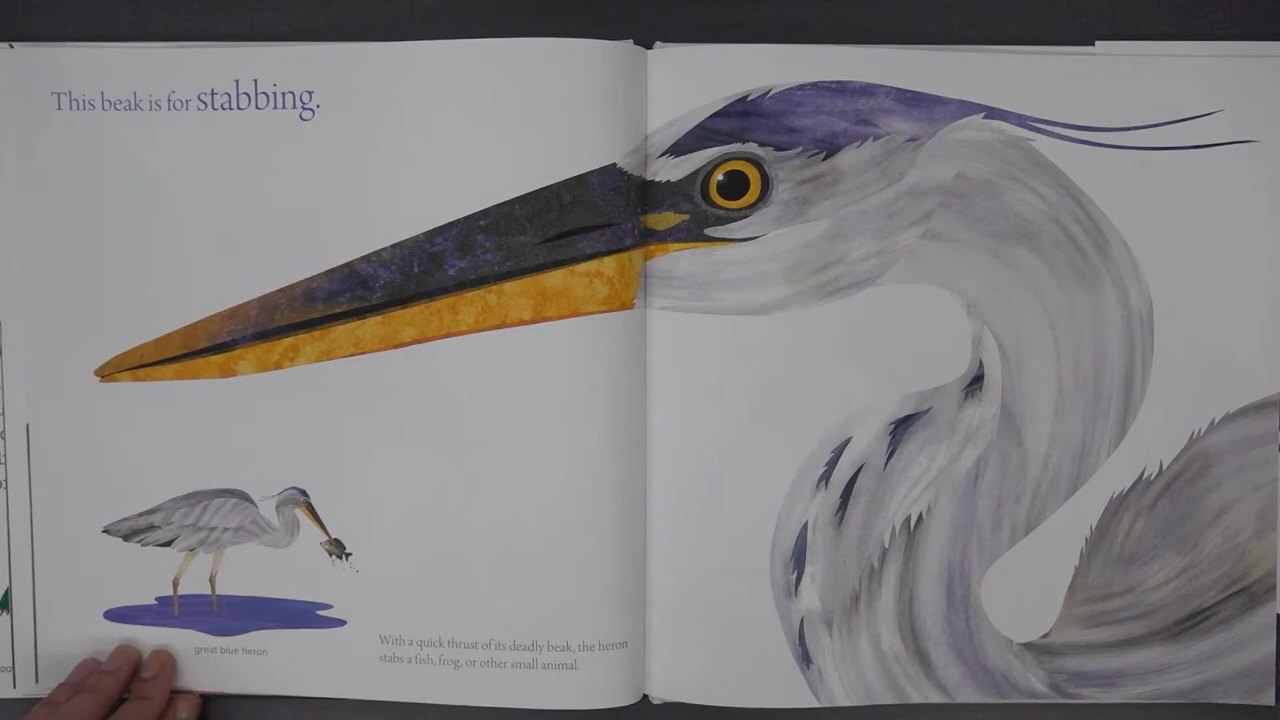 This beak is for stabbing.
great blue heron
With a quick thrust of its deadly beak, the heron
stabs a fish, frog, or other small animal.